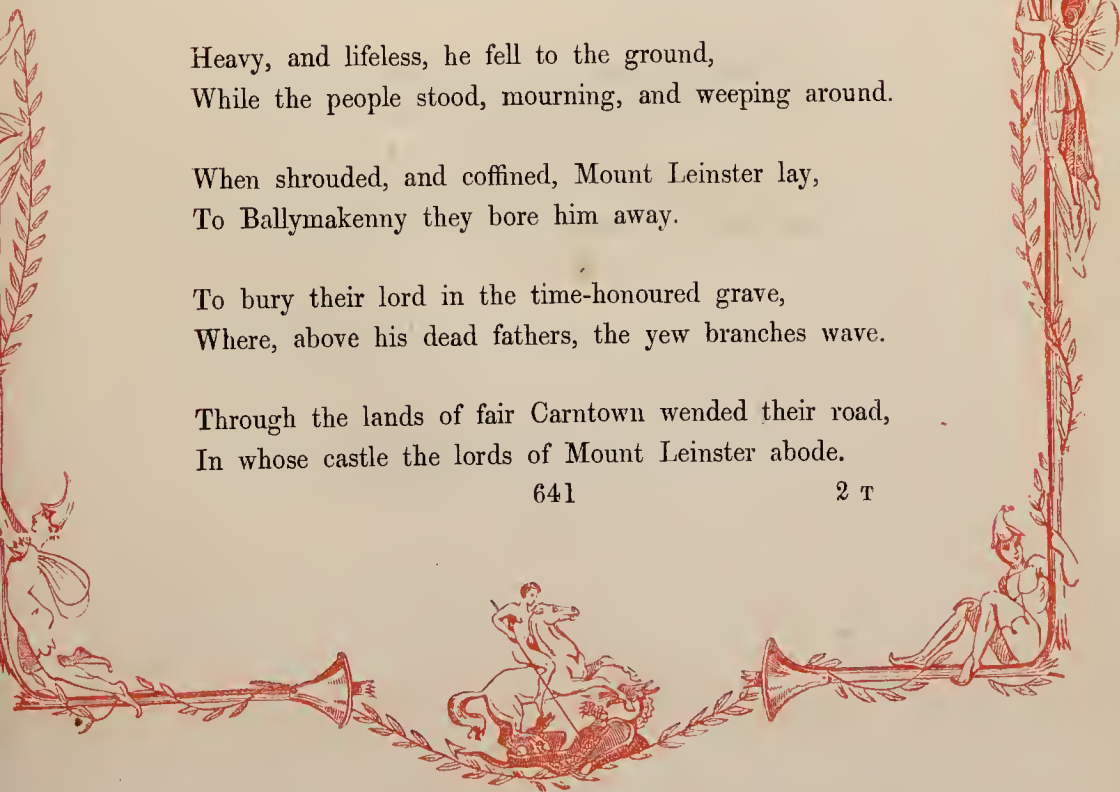 Heavy, and lifeless, he fell to the ground,
While the people stood, mourning, and weeping around.
When shrouded, and coffined, Mount Leinster lay,
To Ballymakenny they bore him away.
To bury their lord in the time-honoured grave,
Where, above his dead fathers, the yew branches wave.
Through the lands of fair Carntown wended their road,
In whose castle the lords of Mount Leinster abode.
641 2 T